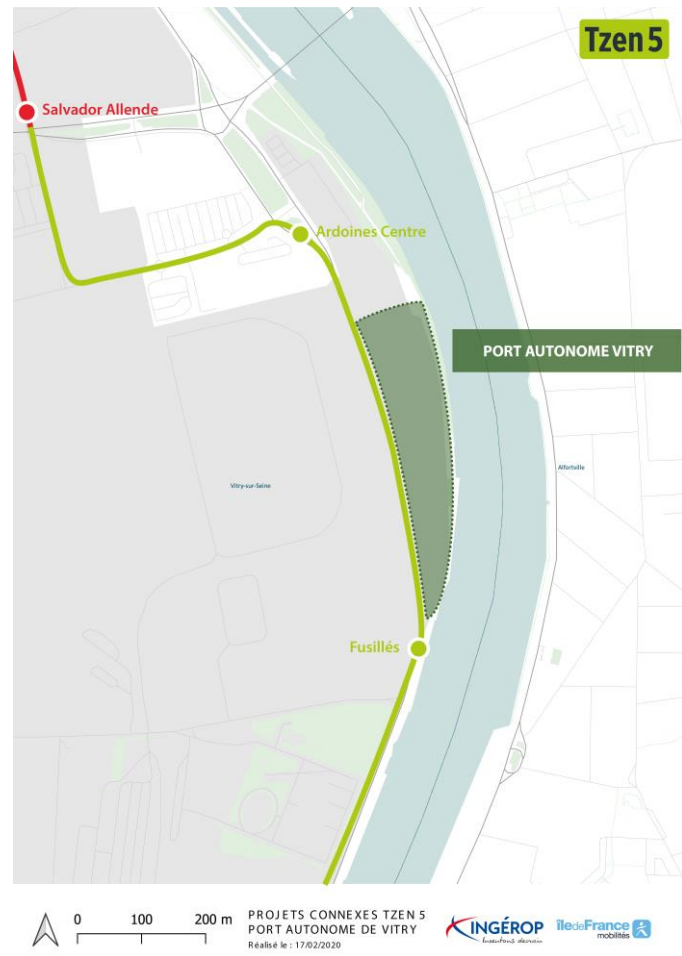 Tzen 5
Salvador Allende
Ardoines Centre
PORT AUTONOME VITRY
Vitry-sur-Seine
Alfortville
Fusillés
0 100 200 m
PROJETS CONNEXES TZEN 5
PORT AUTONOME DE VITRY
Réalisé le : 17/02/2020
INGÉROP
Inventons demain
îledeFrance
mobilités